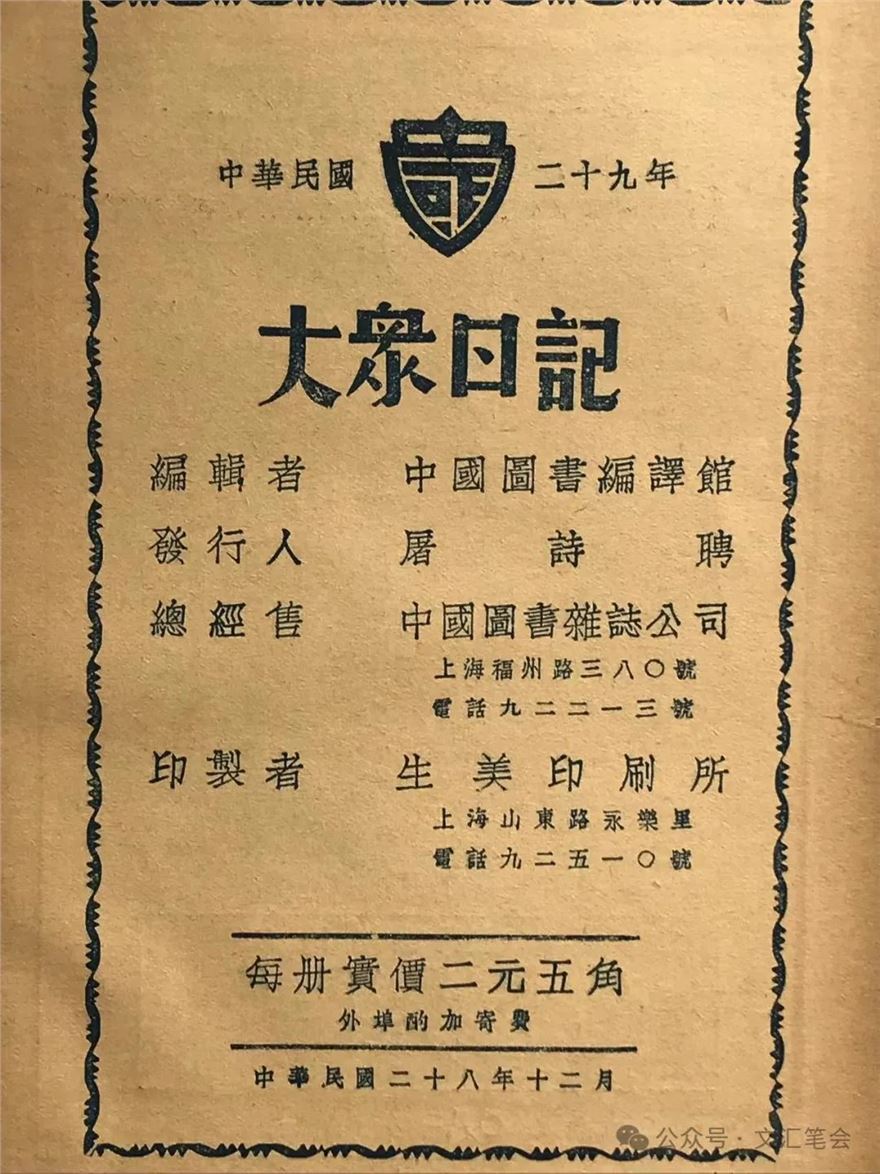 中華民國 二十九年
大眾日記
編輯者 中國圖書編譯館
發行人 屠詩聘
總經售 中國圖書雜誌公司
上海福州路三八〇號
電話九二二一三號
印製者 生美印刷所
上海山東路永樂里
電話九二五一〇號
每册實價二元五角
外埠酌加寄費
中華民國二十八年十二月
公众号·文汇笔会